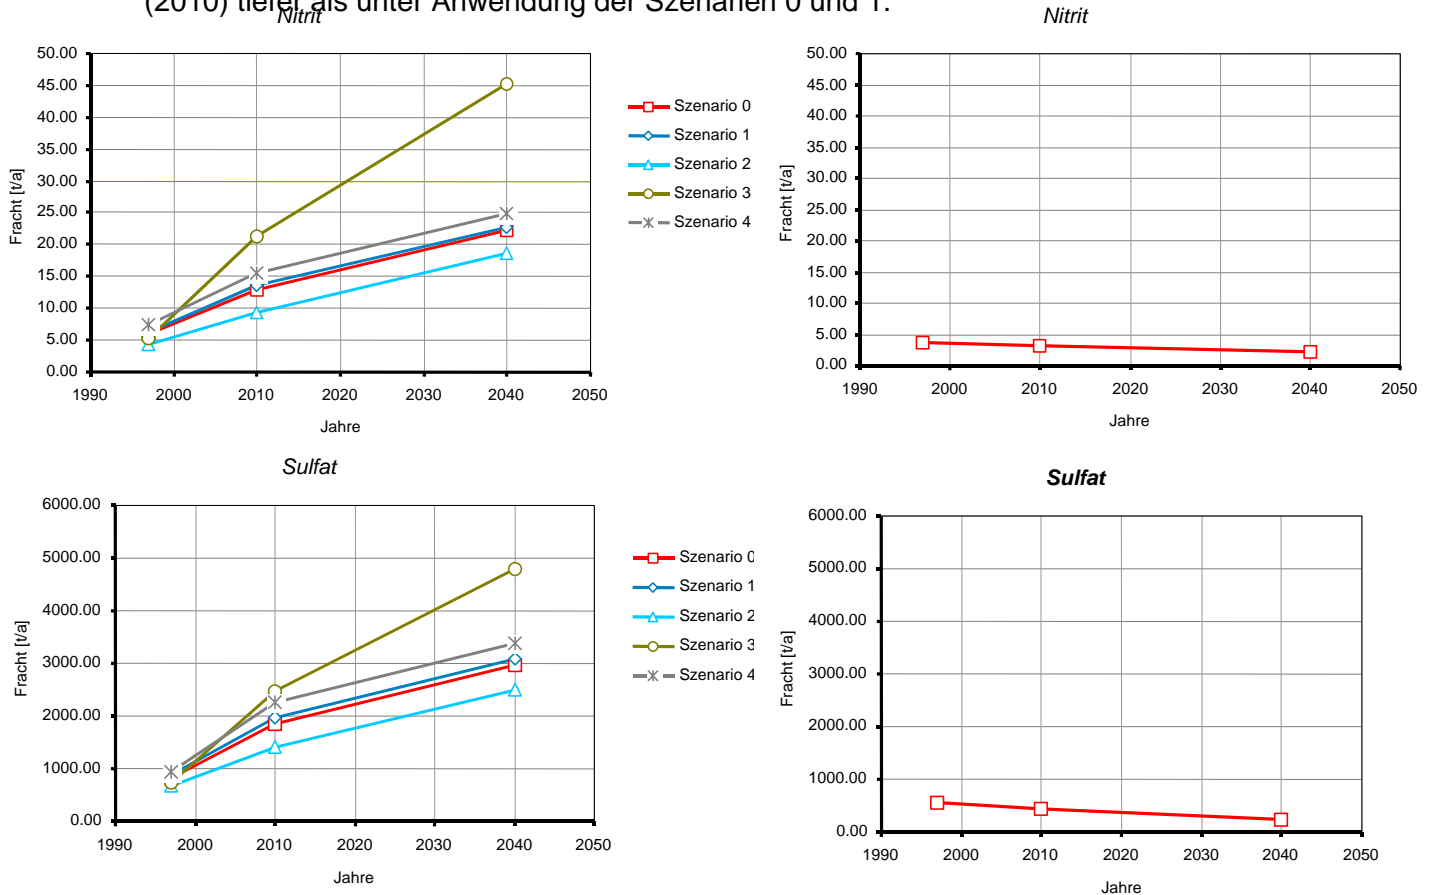 (2010) tiefer als unter Anwendung der Szenarien 0 und 1.
Nitrit
50.00
45.00
40.00
35.00
30.00
25.00
20.00
15.00
10.00
5.00
0.00
Fracht [t/a]
1990 2000 2010 2020 2030 2040 2050
Jahre
Szenario 0
Szenario 1
Szenario 2
Szenario 3
Szenario 4
Nitrit
50.00
45.00
40.00
35.00
30.00
25.00
20.00
15.00
10.00
5.00
0.00
Fracht [t/a]
1990 2000 2010 2020 2030 2040 2050
Jahre
Sulfat
6000.00
5000.00
4000.00
3000.00
2000.00
1000.00
0.00
Fracht [t/a]
1990 2000 2010 2020 2030 2040 2050
Jahre
Szenario 0
Szenario 1
Szenario 2
Szenario 3
Szenario 4
Sulfat
6000.00
5000.00
4000.00
3000.00
2000.00
1000.00
0.00
Fracht [t/a]
1990 2000 2010 2020 2030 2040 2050
Jahre